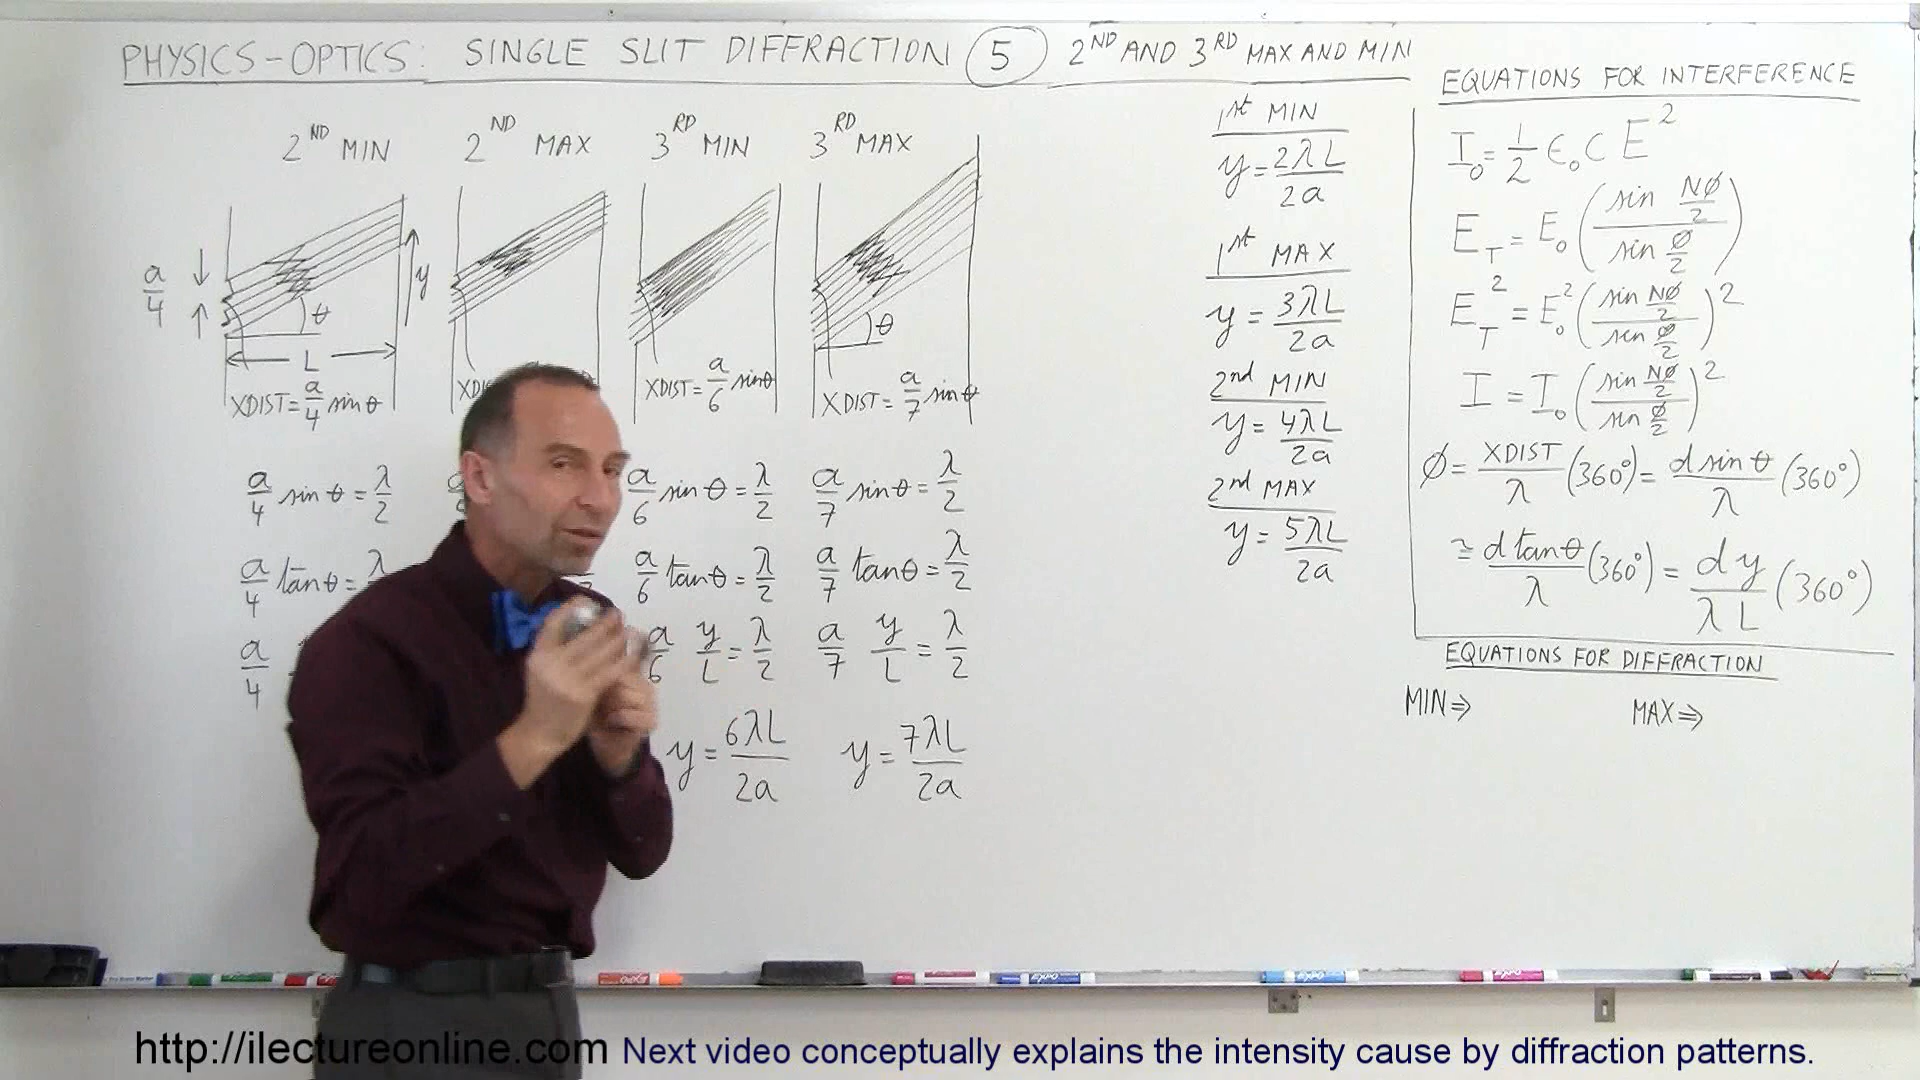 PHYSICS-OPTICS: SINGLE SLIT DIFFRACTION 5 2ND AND 3RD MAX AND MIN
2ND MIN
a/4
y
θ
L
XDIST = a/4 sin θ
a/4 sin θ = λ/2
a/4 tan θ = λ
a/4
2ND MAX
3RD MIN
XDIST = a/6 sin θ
a/6 sin θ = λ/2
a/6 tan θ = λ/2
a/6 y/L = λ/2
y = 6λL/2a
3RD MAX
θ
XDIST = a/7 sin θ
a/7 sin θ = λ/2
a/7 tan θ = λ/2
a/7 y/L = λ/2
y = 7λL/2a
1st MIN
y = 2λL/2a
1st MAX
y = 3λL/2a
2nd MIN
y = 4λL/2a
2nd MAX
y = 5λL/2a
EQUATIONS FOR INTERFERENCE
I₀ = 1/2 ε₀ c E²
E_T = E₀ (sin Nφ/2 / sin φ/2)
E_T² = E₀² (sin Nφ/2 / sin φ/2)²
I = I₀ (sin Nφ/2 / sin φ/2)²
φ = XDIST/λ (360°) = d sin θ/λ (360°)
≅ d tan θ/λ (360°) = d y/λ L (360°)
EQUATIONS FOR DIFFRACTION
MIN ⇒ MAX ⇒
EXPO
http://ilectureonline.com Next video conceptually explains the intensity cause by diffraction patterns.